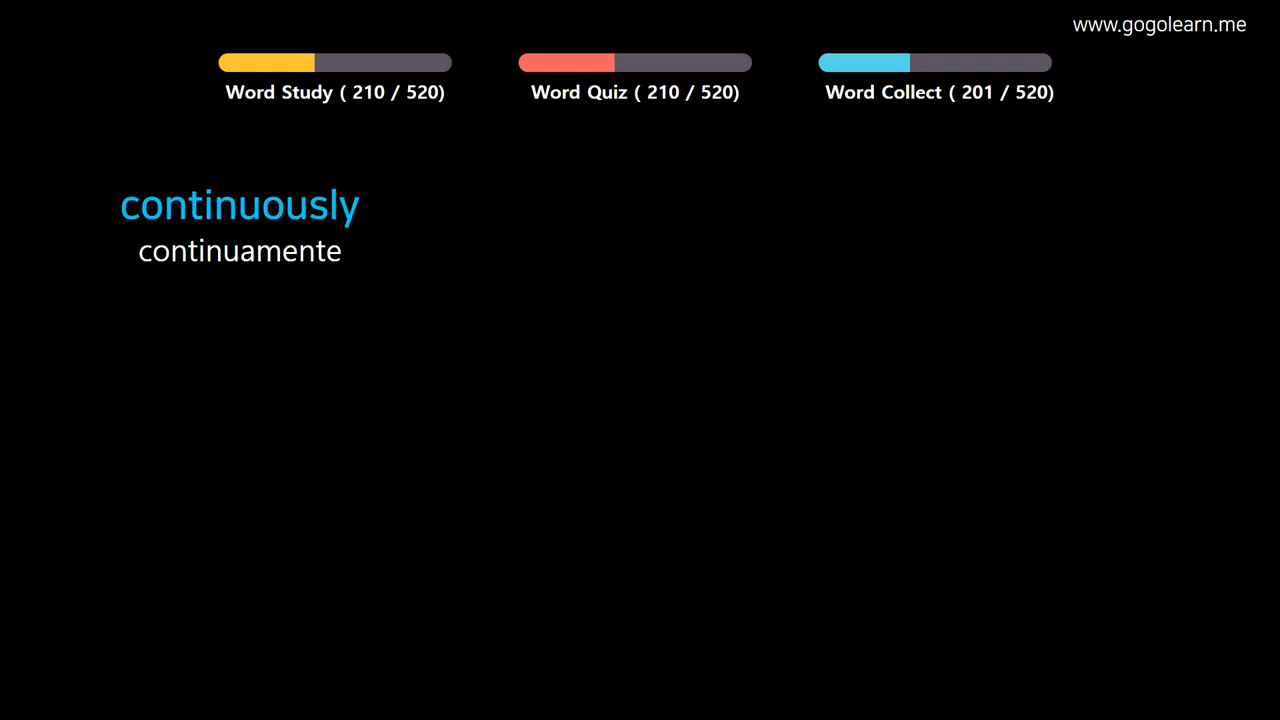 www.gogolearn.me
Word Study ( 210 / 520)
Word Quiz ( 210 / 520)
Word Collect ( 201 / 520)
continuously
continuamente